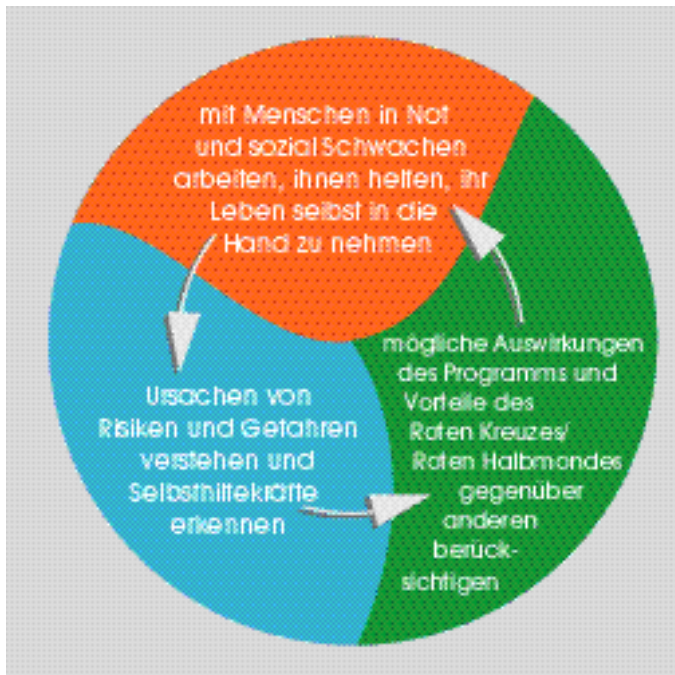 mit Menschen in Not
und sozial Schwachen
arbeiten, ihnen helfen, ihr
Leben selbst in die
Hand zu nehmen
Ursachen von
Risiken und Gefahren
verstehen und
Selbsthilfekräfte
erkennen
mögliche Auswirkungen
des Programms und
Vorteile des
Roten Kreuzes/
Roten Halbmondes
gegenüber
anderen
berück-
sichtigen